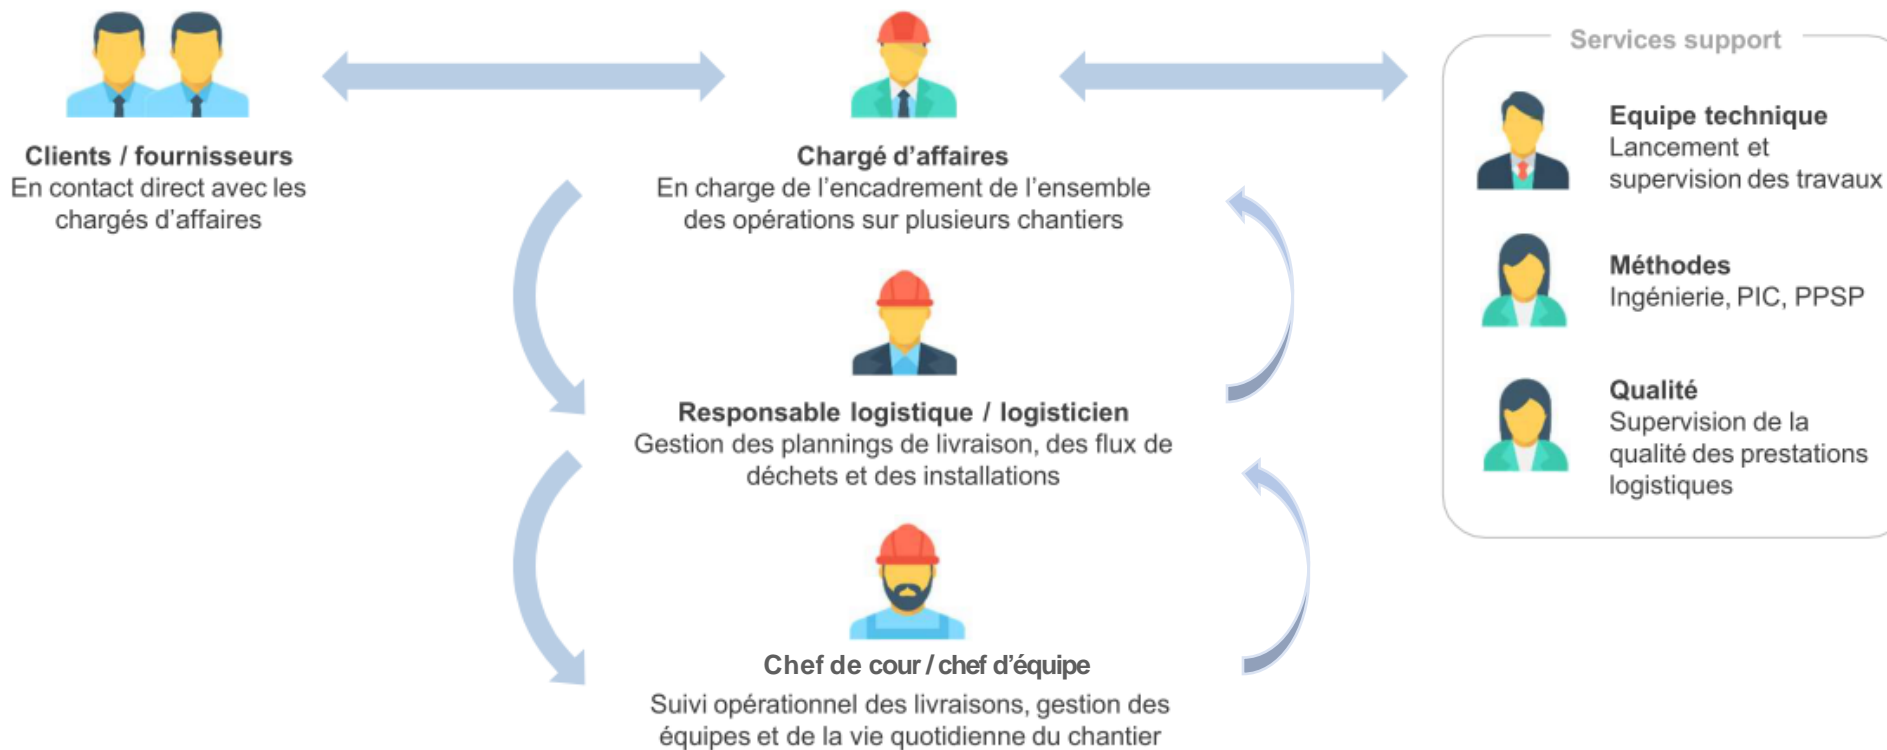 Clients / fournisseurs
En contact direct avec les
chargés d’affaires
Chargé d’affaires
En charge de l’encadrement de l’ensemble
des opérations sur plusieurs chantiers
Responsable logistique / logisticien
Gestion des plannings de livraison, des flux de
déchets et des installations
Chef de cour / chef d’équipe
Suivi opérationnel des livraisons, gestion des
équipes et de la vie quotidienne du chantier
Services support
Equipe technique
Lancement et
supervision des travaux
Méthodes
Ingénierie, PIC, PPSP
Qualité
Supervision de la
qualité des prestations
logistiques